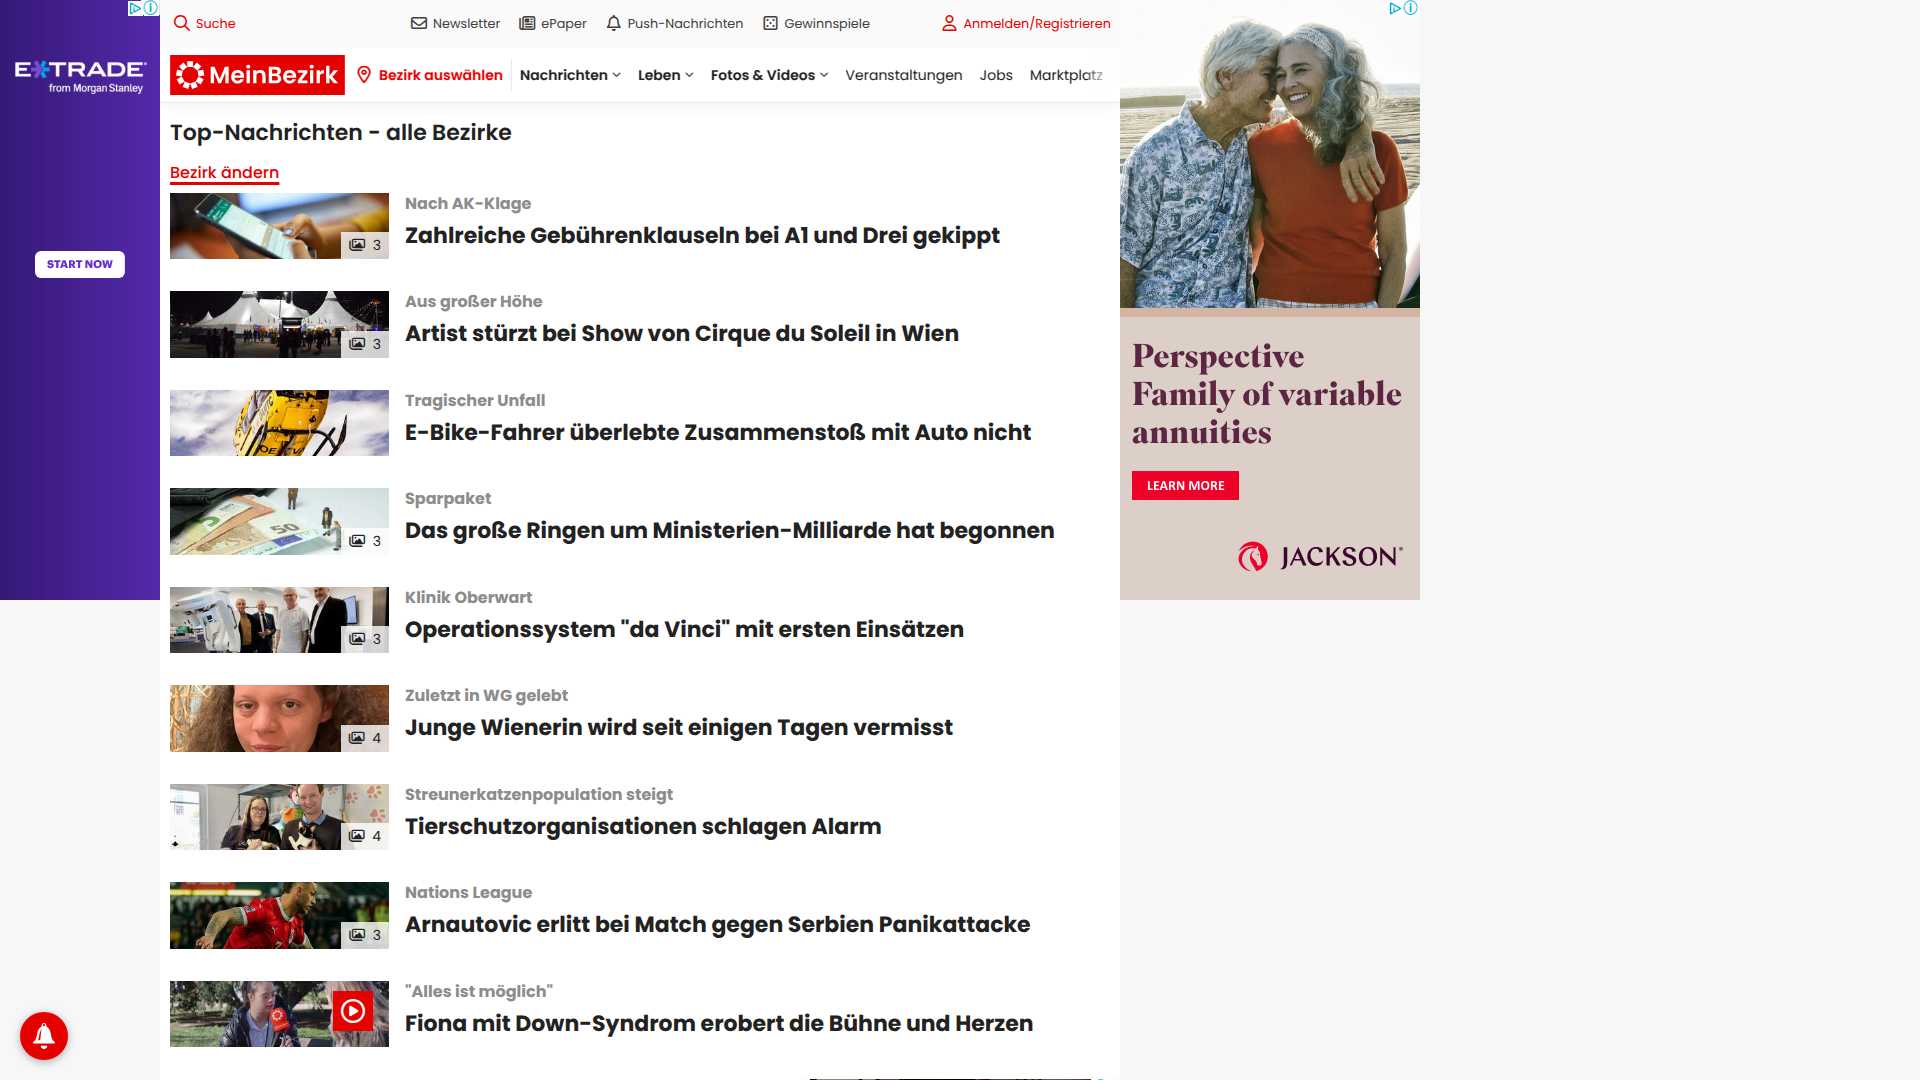 E*TRADE
from Morgan Stanley
START NOW
Suche
Newsletter
ePaper
Push-Nachrichten
Gewinnspiele
Anmelden/Registrieren
MeinBezirk
Bezirk auswählen
Nachrichten
Leben
Fotos & Videos
Veranstaltungen
Jobs
Marktplatz
Top-Nachrichten - alle Bezirke
Bezirk ändern
3
Nach AK-Klage
Zahlreiche Gebührenklauseln bei A1 und Drei gekippt
3
Aus großer Höhe
Artist stürzt bei Show von Cirque du Soleil in Wien
Tragischer Unfall
E-Bike-Fahrer überlebte Zusammenstoß mit Auto nicht
50
3
Sparpaket
Das große Ringen um Ministerien-Milliarde hat begonnen
3
Klinik Oberwart
Operationssystem "da Vinci" mit ersten Einsätzen
4
Zuletzt in WG gelebt
Junge Wienerin wird seit einigen Tagen vermisst
4
Streunerkatzenpopulation steigt
Tierschutzorganisationen schlagen Alarm
3
Nations League
Arnautovic erlitt bei Match gegen Serbien Panikattacke
"Alles ist möglich"
Fiona mit Down-Syndrom erobert die Bühne und Herzen
Perspective
Family of variable
annuities
LEARN MORE
JACKSON®